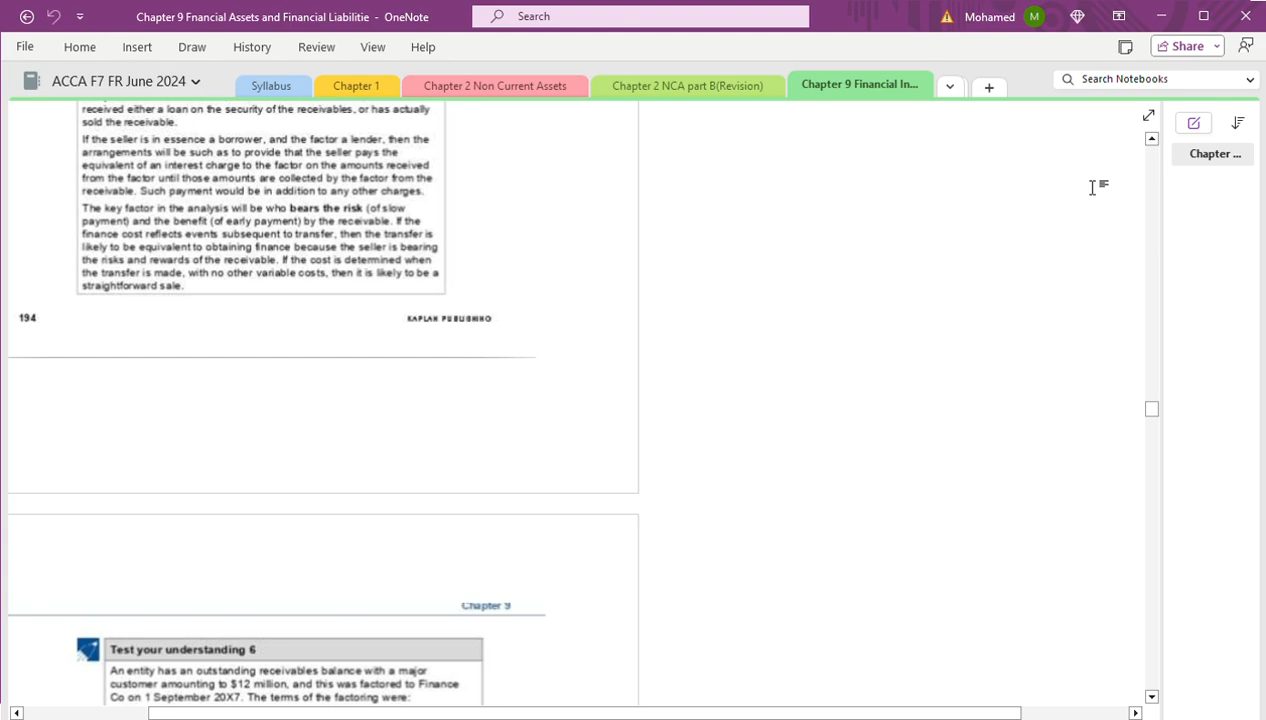 Chapter 9 Financial Assets and Financial Liabilitie - OneNote
Search
Mohamed M
File Home Insert Draw History Review View Help
Share
ACCA F7 FR June 2024
Syllabus
Chapter 1
Chapter 2 Non Current Assets
Chapter 2 NCA part B(Revision)
Chapter 9 Financial In...
Search Notebooks
Chapter ...
received either a loan on the security of the receivables, or has actually
sold the receivable.
If the seller is in essence a borrower, and the factor a lender, then the
arrangements will be such as to provide that the seller pays the
equivalent of an interest charge to the factor on the amounts received
from the factor until those amounts are collected by the factor from the
receivable. Such payment would be in addition to any other charges.
The key factor in the analysis will be who bears the risk (of slow
payment) and the benefit (of early payment) by the receivable. If the
finance cost reflects events subsequent to transfer, then the transfer is
likely to be equivalent to obtaining finance because the seller is bearing
the risks and rewards of the receivable. If the cost is determined when
the transfer is made, with no other variable costs, then it is likely to be a
straightforward sale.
194
KAPLAN PUBLISHING
Chapter 9
Test your understanding 6
An entity has an outstanding receivables balance with a major
customer amounting to $12 million, and this was factored to Finance
Co on 1 September 20X7. The terms of the factoring were: